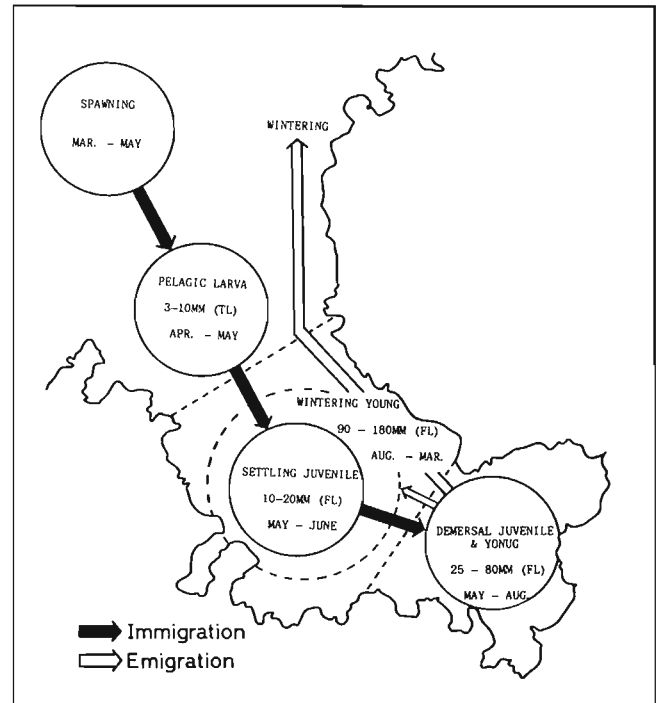 SPAWNING
MAR. - MAY
WINTERING
PELAGIC LARVA
3-10MM (TL)
APR. - MAY
WINTERING YOUNG
90 - 180MM (FL)
AUG. - MAR.
SETTLING JUVENILE
10-20MM (FL)
MAY - JUNE
DEMERSAL JUVENILE
& YONUG
25 - 80MM (FL)
MAY - AUG.
Immigration
Emigration